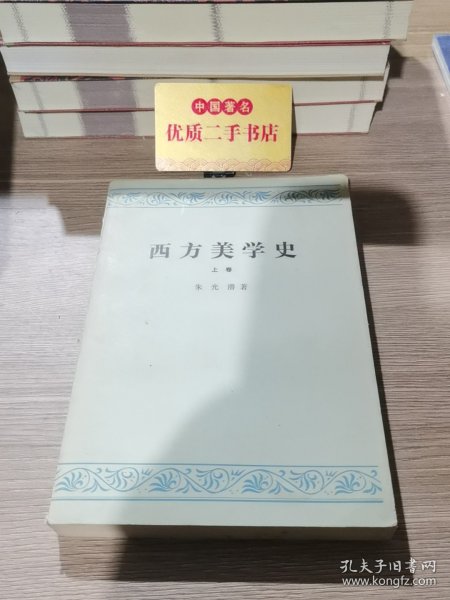 中国著名
优质二手书店
西方美学史
上卷
朱光潜著
孔夫子旧书网
www.kongfz.com